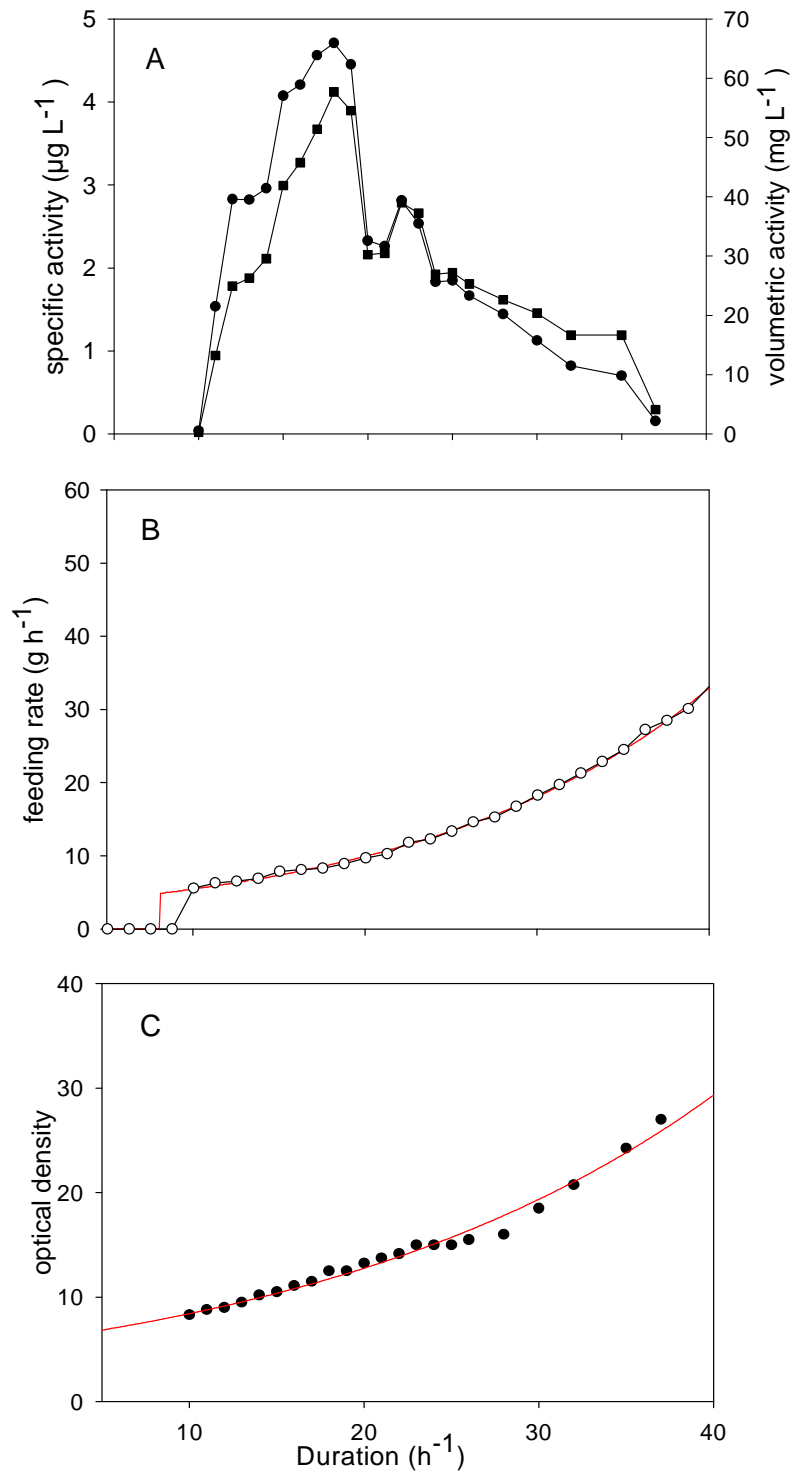 A
specific activity (µg L-1 )
5
4
3
2
1
0
volumetric activity (mg L-1)
70
60
50
40
30
20
10
0
B
feeding rate (g h-1)
60
50
40
30
20
10
0
C
optical density
40
30
20
10
0
10 20 30 40
Duration (h-1)